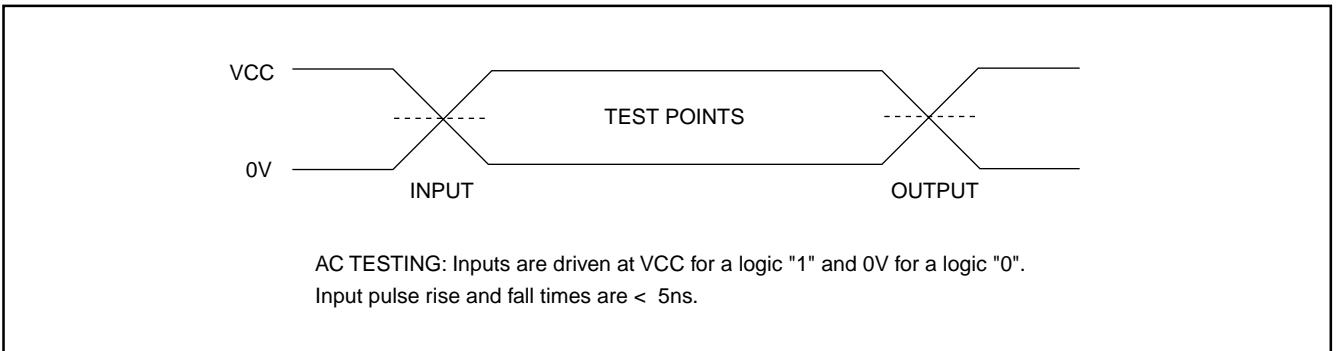 VCC
TEST POINTS
0V
INPUT
OUTPUT
AC TESTING: Inputs are driven at VCC for a logic "1" and 0V for a logic "0".
Input pulse rise and fall times are < 5ns.